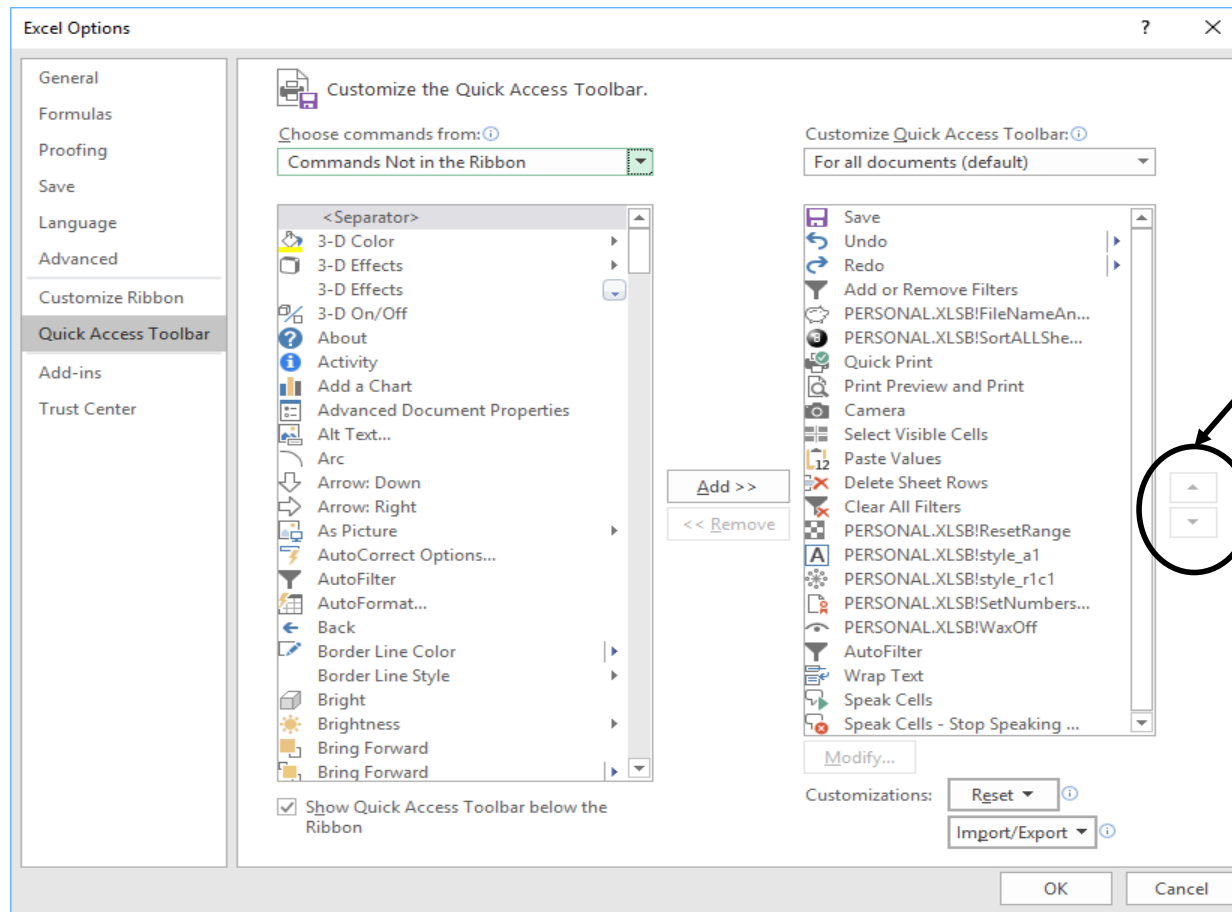 Excel Options
?
General
Formulas
Proofing
Save
Language
Advanced
Customize Ribbon
Quick Access Toolbar
Add-ins
Trust Center
Customize the Quick Access Toolbar.
Choose commands from:
Commands Not in the Ribbon
<Separator>
3-D Color
3-D Effects
3-D Effects
3-D On/Off
About
Activity
Add a Chart
Advanced Document Properties
Alt Text...
Arc
Arrow: Down
Arrow: Right
As Picture
AutoCorrect Options...
AutoFilter
AutoFormat...
Back
Border Line Color
Border Line Style
Bright
Brightness
Bring Forward
Bring Forward
Show Quick Access Toolbar below the
Ribbon
Add >>
<< Remove
Customize Quick Access Toolbar:
For all documents (default)
Save
Undo
Redo
Add or Remove Filters
PERSONAL.XLSB!FileNameAn...
PERSONAL.XLSB!SortALLShe...
Quick Print
Print Preview and Print
Camera
Select Visible Cells
Paste Values
Delete Sheet Rows
Clear All Filters
PERSONAL.XLSB!ResetRange
PERSONAL.XLSB!style_a1
PERSONAL.XLSB!style_r1c1
PERSONAL.XLSB!SetNumbers...
PERSONAL.XLSB!WaxOff
AutoFilter
Wrap Text
Speak Cells
Speak Cells - Stop Speaking ...
Modify...
Customizations:
Reset
Import/Export
OK
Cancel